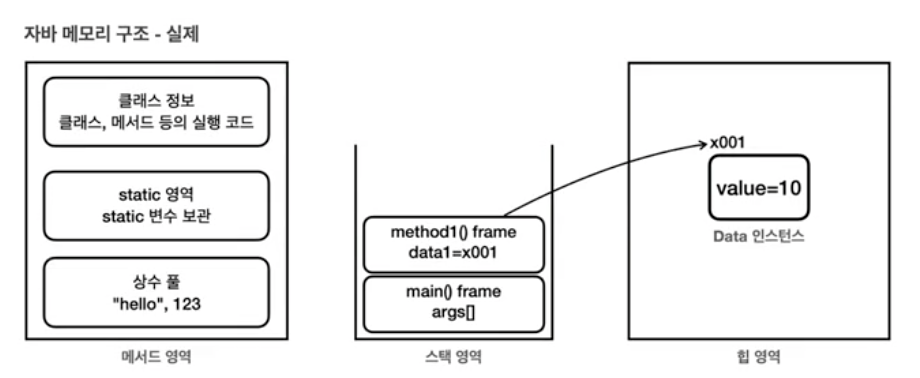 자바 메모리 구조 - 실제
클래스 정보
클래스, 메서드 등의 실행 코드
static 영역
static 변수 보관
상수 풀
"hello", 123
메서드 영역
method1() frame
data1=x001
main() frame
args[]
스택 영역
x001
value=10
Data 인스턴스
힙 영역